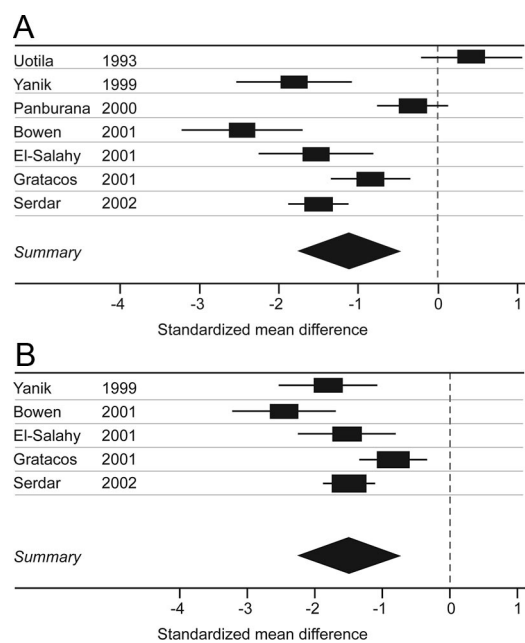 A
Uotila 1993
Yanik 1999
Panburana 2000
Bowen 2001
El-Salahy 2001
Gratacos 2001
Serdar 2002
Summary
-4 -3 -2 -1 0 1
Standardized mean difference
B
Yanik 1999
Bowen 2001
El-Salahy 2001
Gratacos 2001
Serdar 2002
Summary
-4 -3 -2 -1 0 1
Standardized mean difference